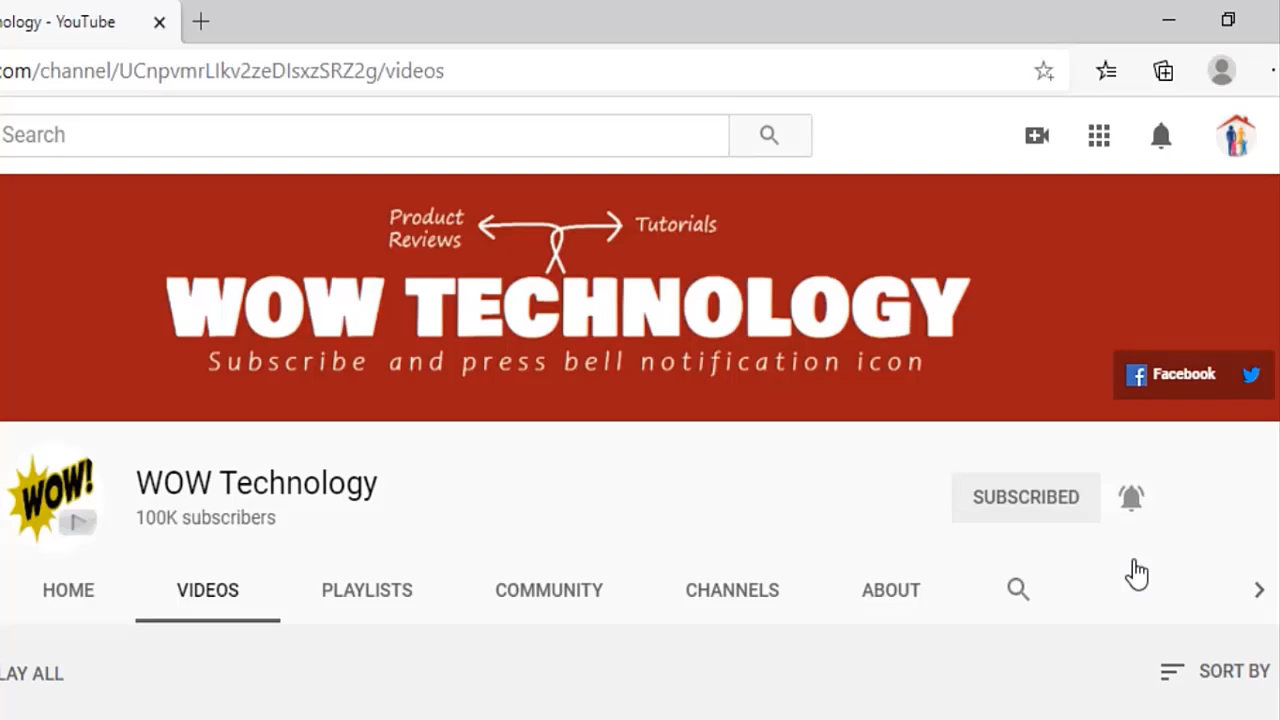 nology - YouTube
com/channel/UCnpvmrLIkv2zeDIsxzSRZ2g/videos
Search
Product
Reviews
Tutorials
WOW TECHNOLOGY
Subscribe and press bell notification icon
Facebook
WOW!
WOW Technology
100K subscribers
SUBSCRIBED
HOME VIDEOS PLAYLISTS COMMUNITY CHANNELS ABOUT
LAY ALL
SORT BY